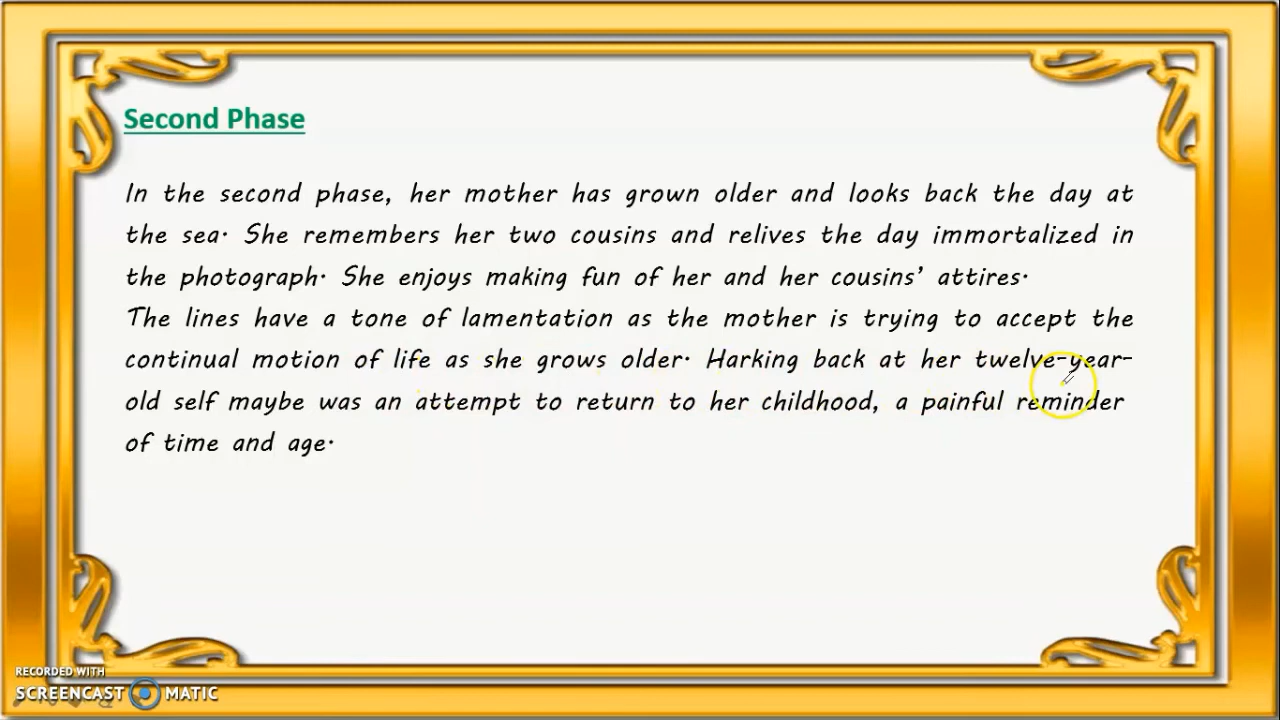 Second Phase
In the second phase, her mother has grown older and looks back the day at
the sea. She remembers her two cousins and relives the day immortalized in
the photograph. She enjoys making fun of her and her cousins' attires.
The lines have a tone of lamentation as the mother is trying to accept the
continual motion of life as she grows older. Harking back at her twelve-year-
old self maybe was an attempt to return to her childhood, a painful reminder
of time and age.
RECORDED WITH
SCREENCAST MATIC